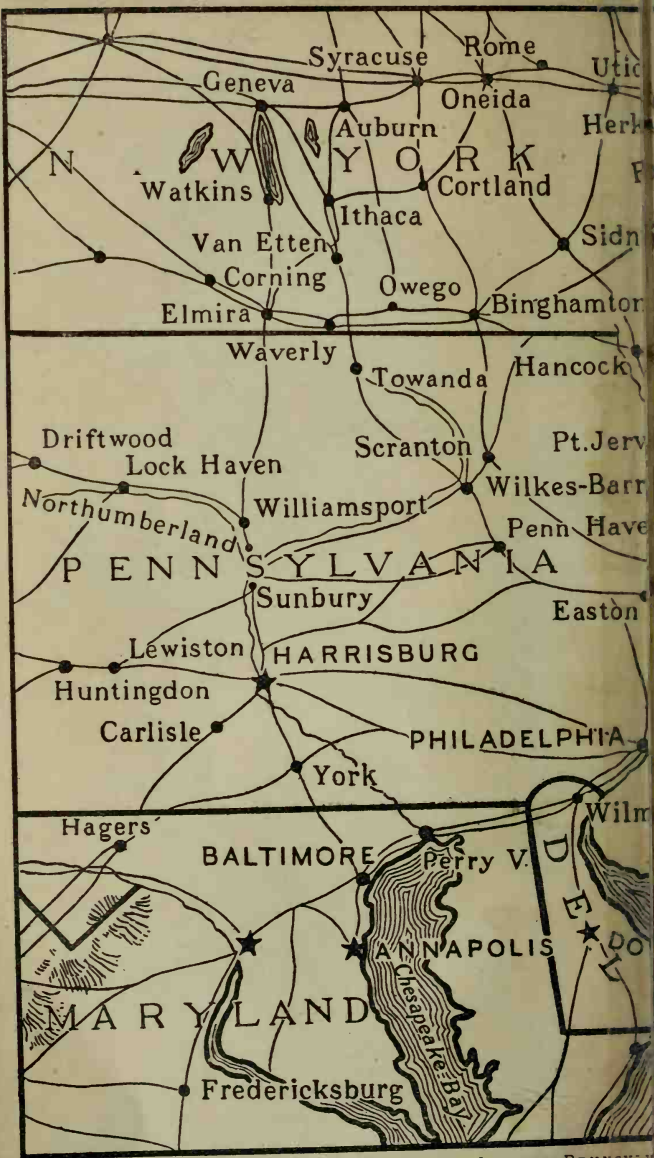 Syracuse
Rome
Utic
Geneva
Oneida
Auburn
Herk
N W Y O R K
Watkins
Cortland
Ithaca
Van Etten
Sidn
Corning
Owego
Elmira
Binghamton
Waverly
Hancock
Towanda
Driftwood
Scranton
Pt. Jerv
Lock Haven
Wilkes-Barr
Northumberland
Williamsport
Penn Have
PENNSYLVANIA
Sunbury
Easton
Lewiston
HARRISBURG
Huntingdon
Carlisle
PHILADELPHIA
York
Hagers'
Wilm
BALTIMORE
Perry V.
DEL
ANNAPOLIS
DO
Chesapeake Bay
MARYLAND
Fredericksburg